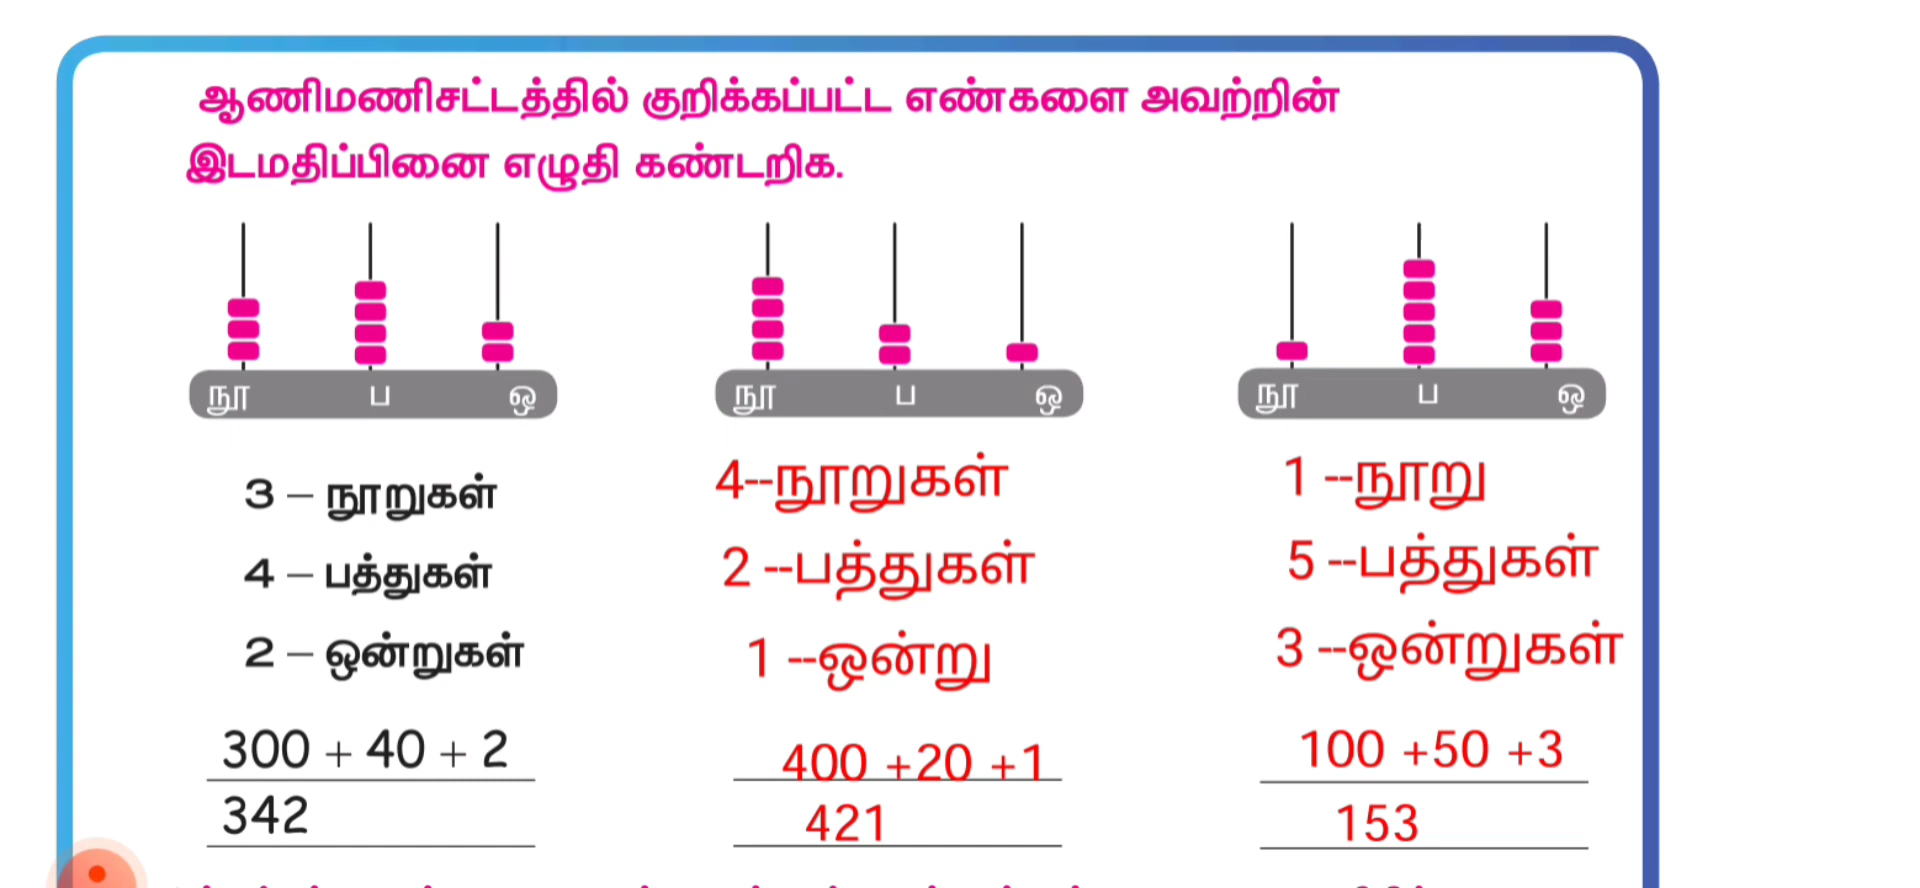 ஆணிமணிசட்டத்தில் குறிக்கப்பட்ட எண்களை அவற்றின்
இடமதிப்பினை எழுதி கண்டறிக.
நூ ப ஒ
நூ ப ஒ
நூ ப ஒ
3 – நூறுகள்
4 – பத்துகள்
2 – ஒன்றுகள்
300 + 40 + 2
342
4--நூறுகள்
2 --பத்துகள்
1 --ஒன்று
400 +20 +1
421
1 --நூறு
5 --பத்துகள்
3 --ஒன்றுகள்
100 +50 +3
153